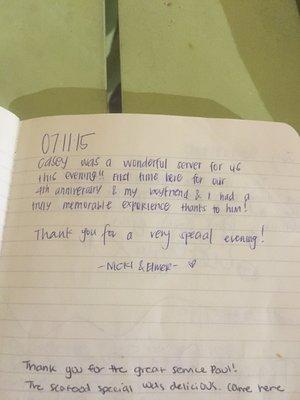 07/11/15
Casey was a wonderful server for us
this evening!! First time here for our
4th anniversary & my boyfriend & I had a
truly memorable experience thanks to him!
Thank you for a very special evening!
-NICKI & ELMER- ♡
Thank you for the great service Paul!
The seafood special was delicious. Came here